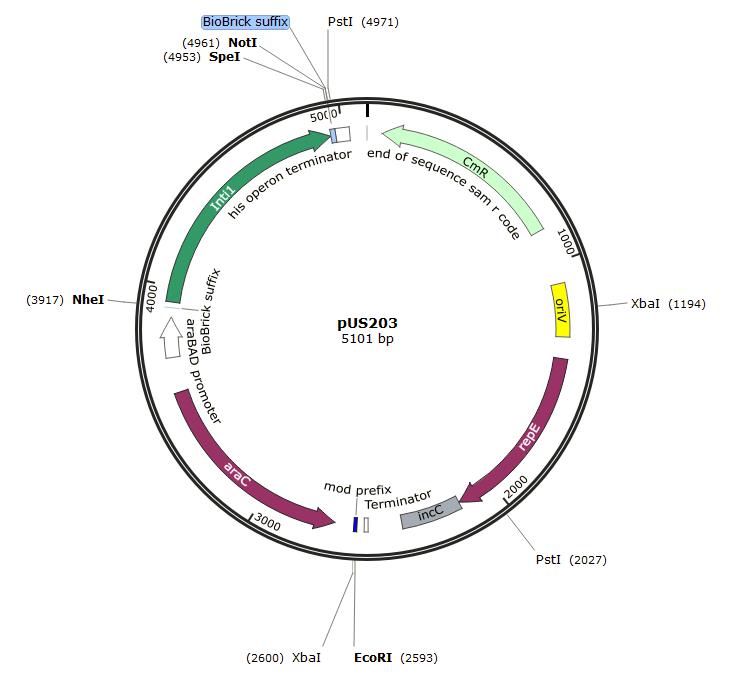 BioBrick suffix
PstI (4971)
(4961) NotI
(4953) SpeI
5000
CmR
end of sequence sam r code
his operon terminator
IntI1
1000
XbaI (1194)
oriV
(3917) NheI
4000
BioBrick suffix
araBAD promoter
pUS203
5101 bp
repE
araC
mod prefix
Terminator
incC
2000
3000
PstI (2027)
(2600) XbaI
EcoRI (2593)